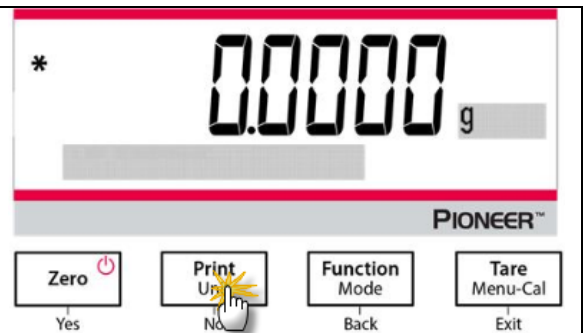 * 0.0000 g
PIONEER™
Zero Print Function Tare
Mode Menu-Cal
Yes Back Exit